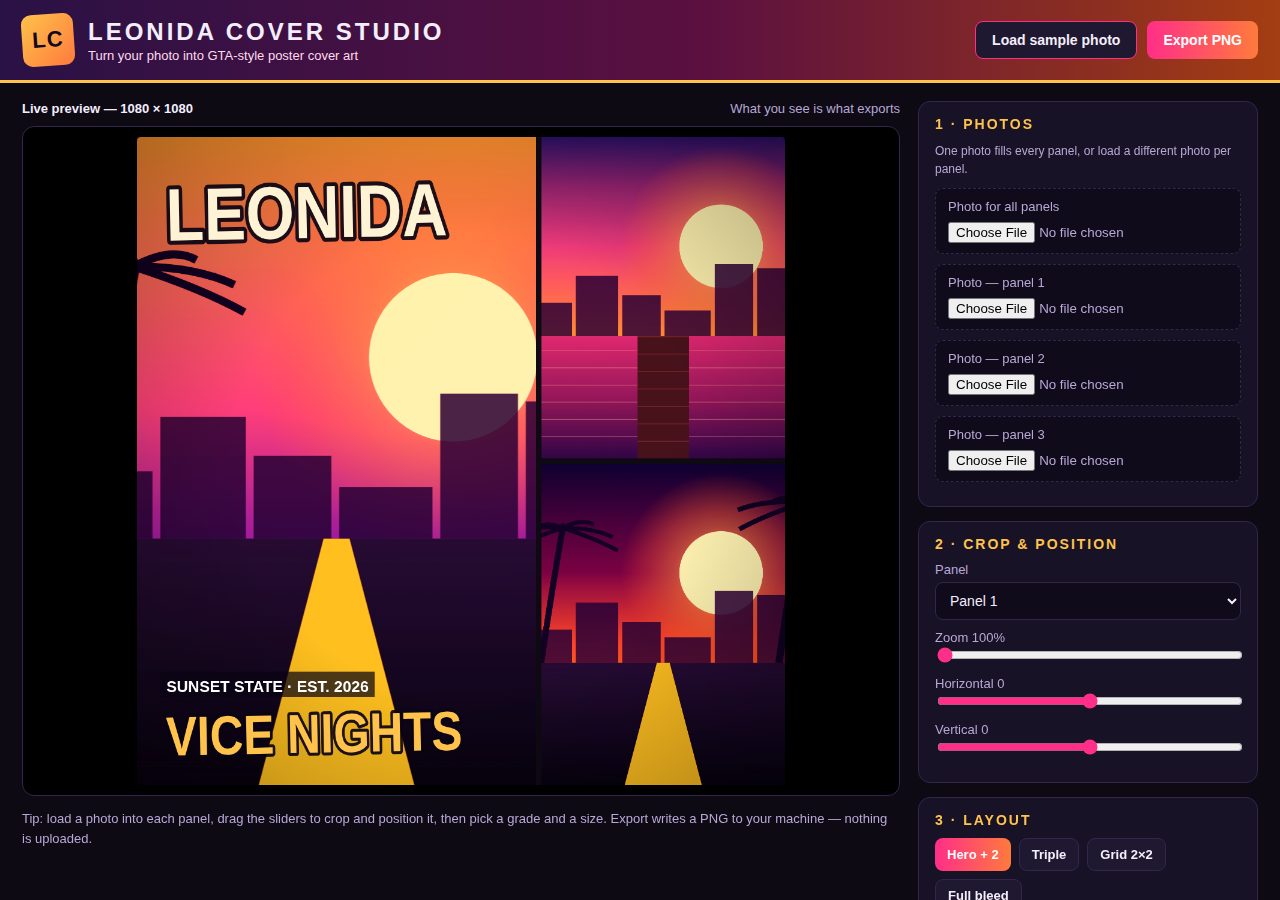 LC
LEONIDA COVER STUDIO
Turn your photo into GTA-style poster cover art
Load sample photo
Export PNG
Live preview — 1080 × 1080
What you see is what exports
LEONIDA
SUNSET STATE · EST. 2026
VICE NIGHTS
Tip: load a photo into each panel, drag the sliders to crop and position it, then pick a grade and a size. Export writes a PNG to your machine — nothing
is uploaded.
1 · PHOTOS
One photo fills every panel, or load a different photo per
panel.
Photo for all panels
Choose File No file chosen
Photo — panel 1
Choose File No file chosen
Photo — panel 2
Choose File No file chosen
Photo — panel 3
Choose File No file chosen
2 · CROP & POSITION
Panel
Panel 1
Zoom 100%
Horizontal 0
Vertical 0
3 · LAYOUT
Hero + 2
Triple
Grid 2×2
Full bleed